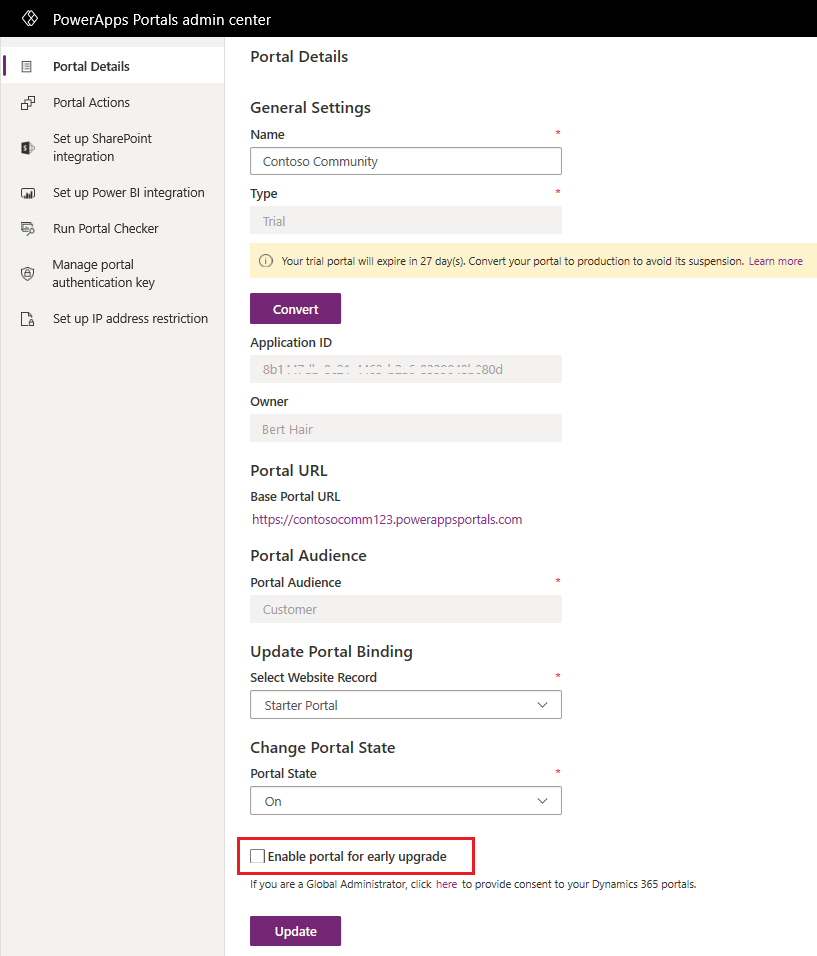 PowerApps Portals admin center
Portal Details
Portal Actions
Set up SharePoint
integration
Set up Power BI integration
Run Portal Checker
Manage portal
authentication key
Set up IP address restriction
Portal Details
General Settings
Name *
Contoso Community
Type *
Trial
Your trial portal will expire in 27 day(s). Convert your portal to production to avoid its suspension. Learn more
Convert
Application ID
Owner
Bert Hair
Portal URL
Base Portal URL
https://contosocomm123.powerappsportals.com
Portal Audience
Portal Audience *
Customer
Update Portal Binding
Select Website Record *
Starter Portal
Change Portal State
Portal State *
On
Enable portal for early upgrade
If you are a Global Administrator, click here to provide consent to your Dynamics 365 portals.
Update